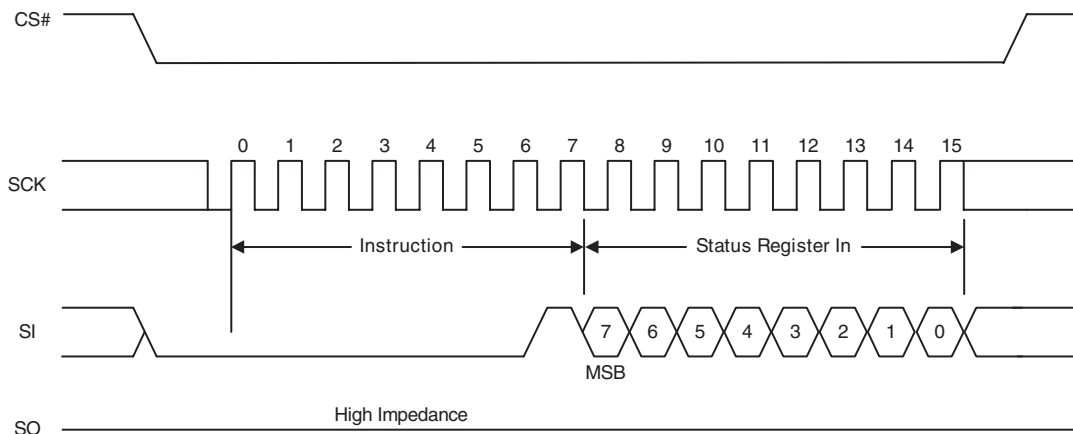 CS#
0 1 2 3 4 5 6 7 8 9 10 11 12 13 14 15
SCK
Instruction Status Register In
SI 7 6 5 4 3 2 1 0
MSB
High Impedance
SO